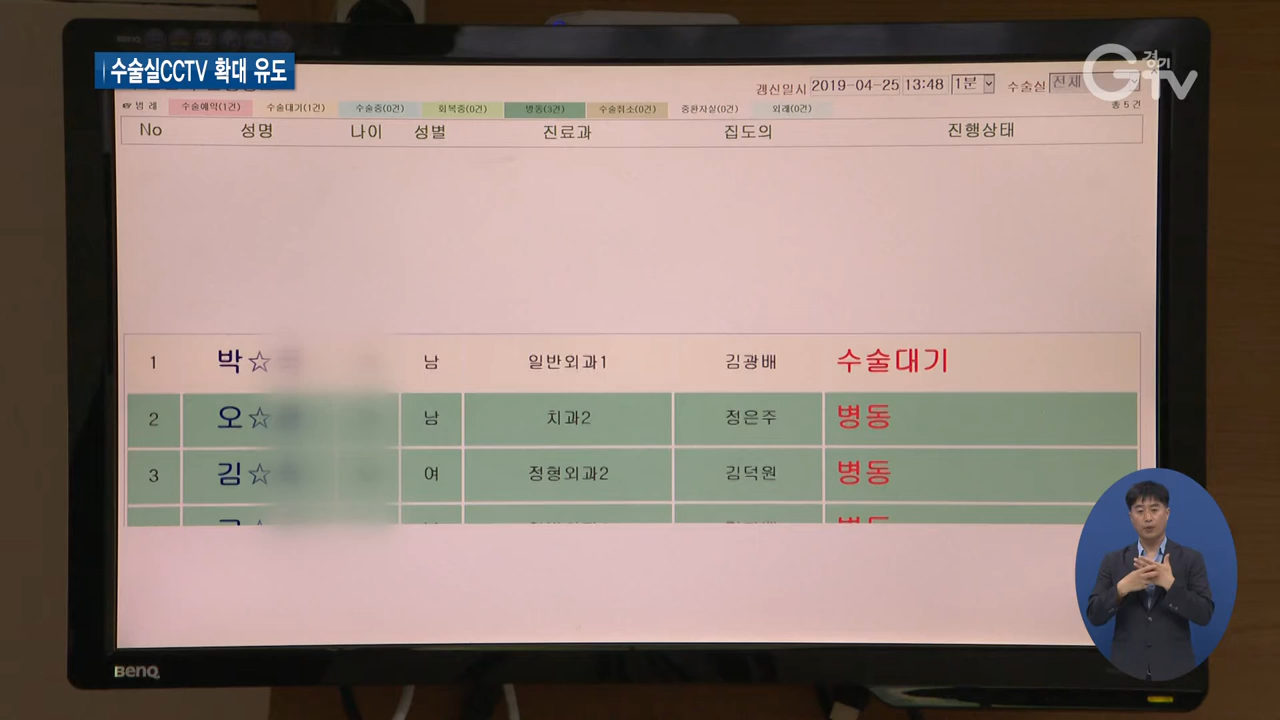 수술실CCTV 확대 유도
경기
GTV
갱신일시 2019-04-25 13:48 1분 수술실 전체
☞ 범 례 수술예약(1건) 수술대기(1건) 수술중(0건) 회복중(0건) 병동(3건) 수술취소(0건) 중환자실(0건) 외래(0건) 총 5 건
No 성명 나이 성별 진료과 집도의 진행상태
1 박☆ 남 일반외과1 김광배 수술대기
2 오☆ 남 치과2 정은주 병동
3 김☆ 여 정형외과2 김덕원 병동
BenQ